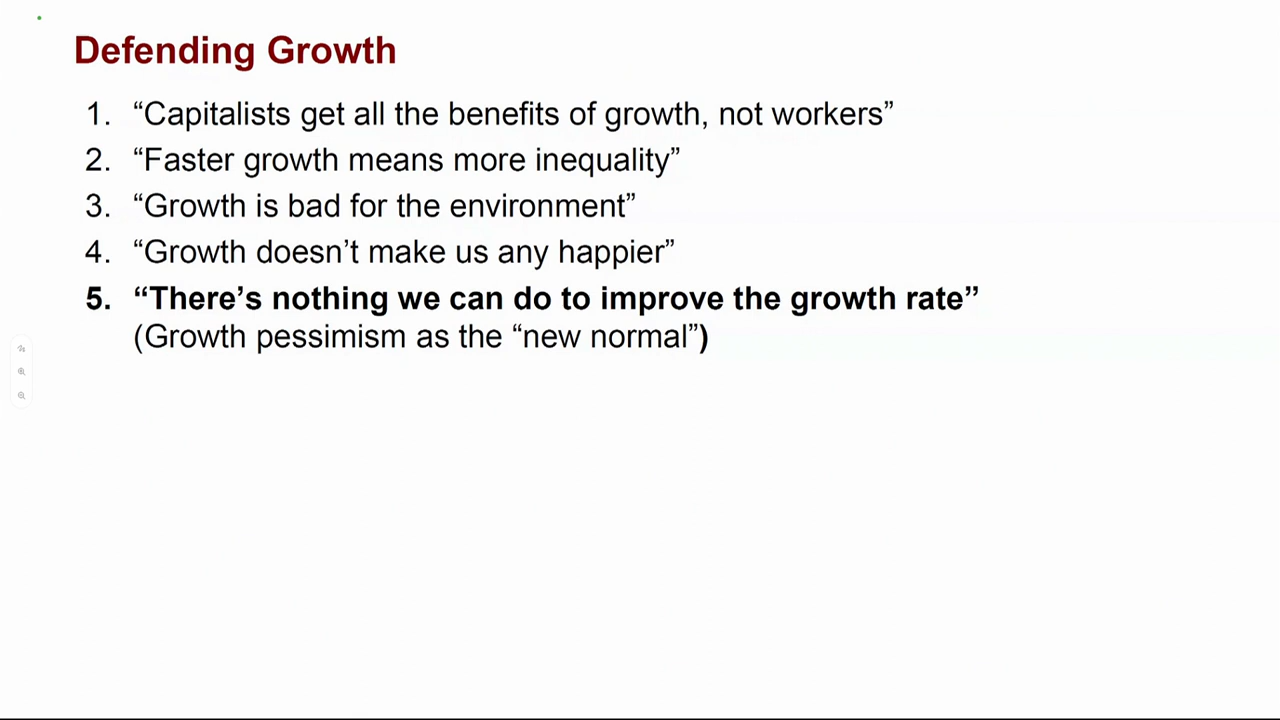 Defending Growth
1. “Capitalists get all the benefits of growth, not workers”
2. “Faster growth means more inequality”
3. “Growth is bad for the environment”
4. “Growth doesn’t make us any happier”
5. “There’s nothing we can do to improve the growth rate”
(Growth pessimism as the “new normal”)